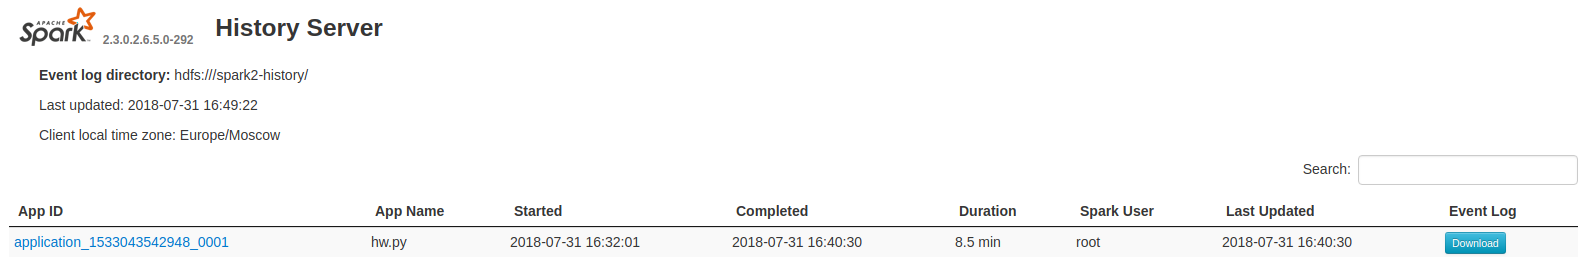 APACHE Spark 2.3.0.2.6.5.0-292 History Server
Event log directory: hdfs:///spark2-history/
Last updated: 2018-07-31 16:49:22
Client local time zone: Europe/Moscow
Search:
App ID App Name Started Completed Duration Spark User Last Updated Event Log
application_1533043542948_0001 hw.py 2018-07-31 16:32:01 2018-07-31 16:40:30 8.5 min root 2018-07-31 16:40:30 Download